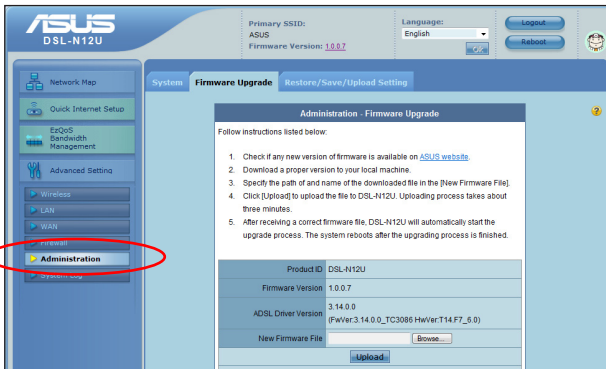 ASUS
DSL-N12U
Primary SSID:
ASUS
Firmware Version: 1.0.0.7
Language:
English
OK
Logout
Reboot
Network Map
Quick Internet Setup
EzQoS
Bandwidth
Management
Advanced Setting
Wireless
LAN
WAN
Firewall
Administration
System Log
System
Firmware Upgrade
Restore/Save/Upload Setting
Administration - Firmware Upgrade
Follow instructions listed below:
1. Check if any new version of firmware is available on ASUS website.
2. Download a proper version to your local machine.
3. Specify the path of and name of the downloaded file in the [New Firmware File].
4. Click [Upload] to upload the file to DSL-N12U. Uploading process takes about
three minutes.
5. After receiving a correct firmware file, DSL-N12U will automatically start the
upgrade process. The system reboots after the upgrading process is finished.
Product ID DSL-N12U
Firmware Version 1.0.0.7
ADSL Driver Version 3.14.0.0
(FwVer:3.14.0.0_TC3086 HwVer:T14.F7_6.0)
New Firmware File Browse...
Upload